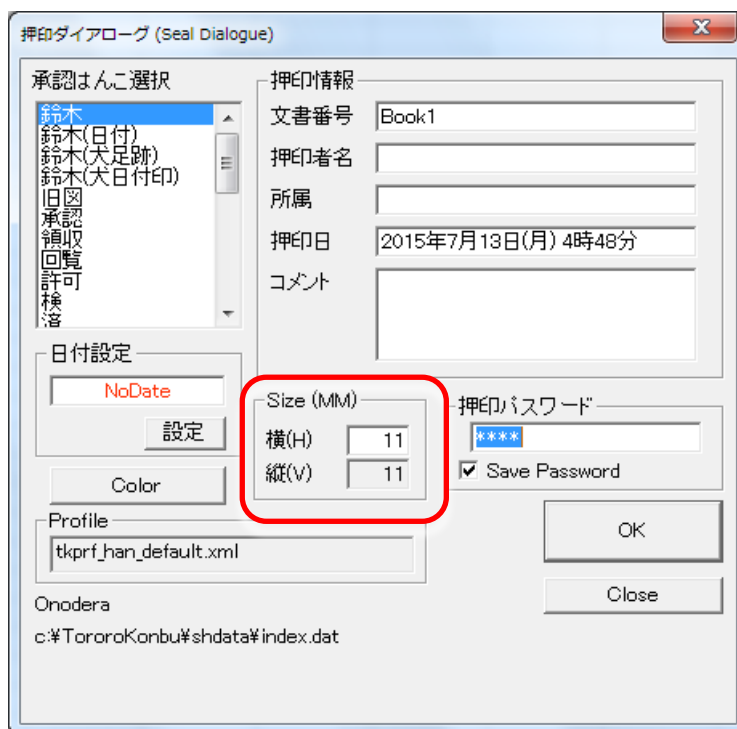 押印ダイアローグ (Seal Dialogue)
承認はんこ選択
鈴木
鈴木(日付)
鈴木(犬足跡)
鈴木(犬日付印)
旧図
承認
領収
回覧
許可
検
済
押印情報
文書番号 Book1
押印者名
所属
押印日 2015年7月13日(月) 4時48分
コメント
日付設定
NoDate
設定
Color
Size (MM)
横(H) 11
縦(V) 11
押印パスワード
****
Save Password
Profile
tkprf_han_default.xml
OK
Close
Onodera
c:¥TororoKonbu¥shdata¥index.dat